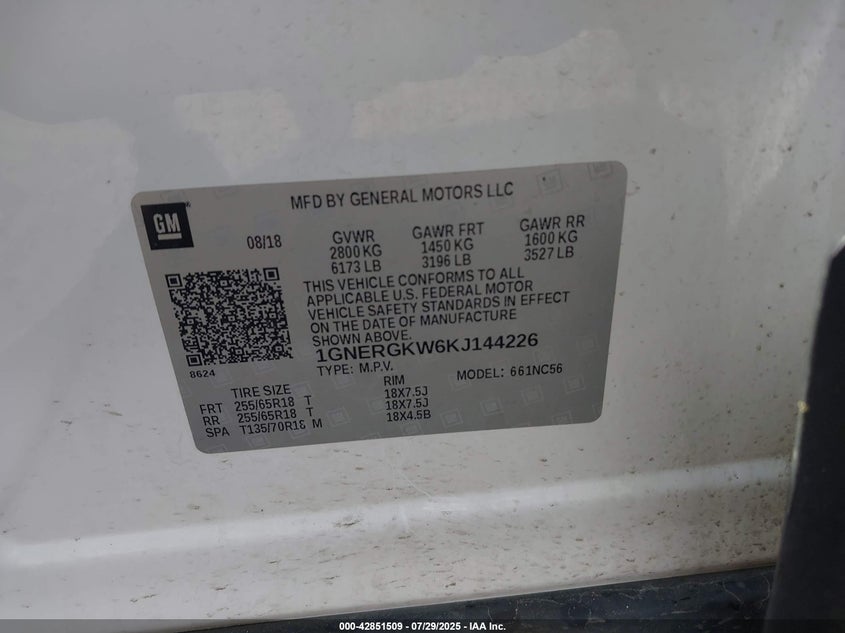 MFD BY GENERAL MOTORS LLC
GM
08/18
GVWR GAWR FRT GAWR RR
2800 KG 1450 KG 1600 KG
6173 LB 3196 LB 3527 LB
THIS VEHICLE CONFORMS TO ALL
APPLICABLE U.S. FEDERAL MOTOR
VEHICLE SAFETY STANDARDS IN EFFECT
ON THE DATE OF MANUFACTURE
SHOWN ABOVE.
1GNERGKW6KJ144226
8624
TYPE: M.P.V. MODEL: 661NC56
TIRE SIZE RIM
FRT 255/65R18 T 18X7.5J
RR 255/65R18 T 18X7.5J
SPA T135/70R18 M 18X4.5B
000-42851509 - 07/29/2025 - IAA Inc.